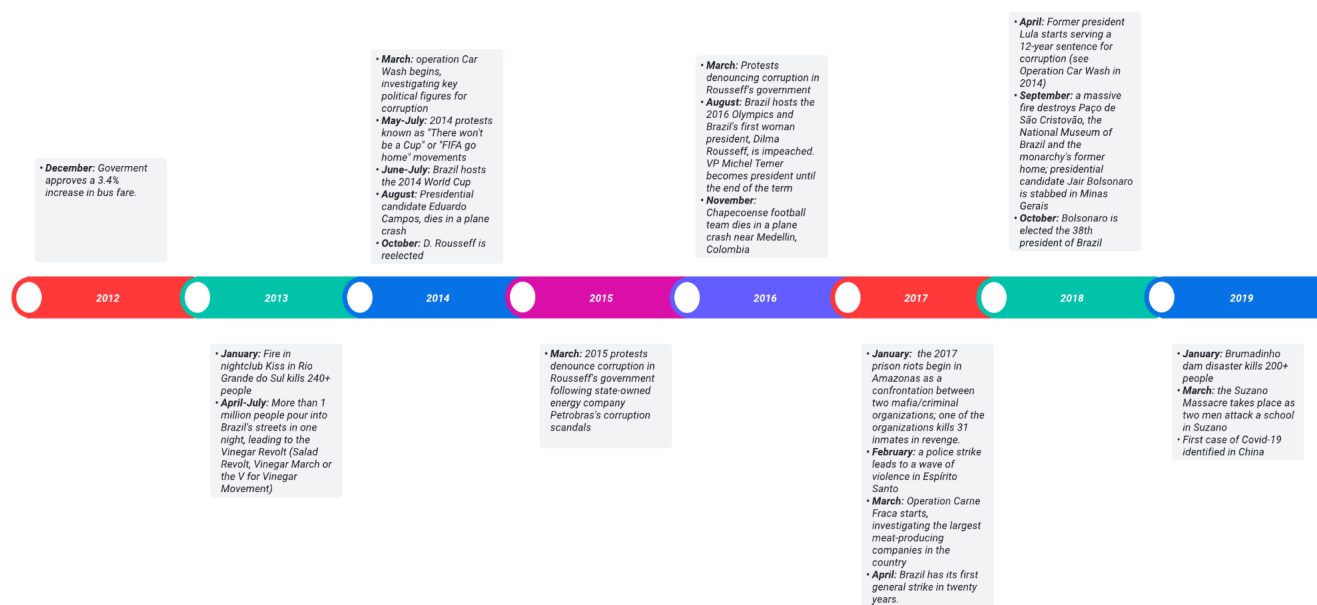 • December: Goverment
approves a 3.4%
increase in bus fare.
• March: operation Car
Wash begins,
investigating key
political figures for
corruption
• May-July: 2014 protests
known as "There won't
be a Cup" or "FIFA go
home" movements
• June-July: Brazil hosts
the 2014 World Cup
• August: Presidential
candidate Eduardo
Campos, dies in a plane
crash
• October: D. Rousseff is
reelected
• March: Protests
denouncing corruption in
Rousseff's government
• August: Brazil hosts the
2016 Olympics and
Brazil's first woman
president, Dilma
Rousseff, is impeached.
VP Michel Temer
becomes president until
the end of the term
• November:
Chapecoense football
team dies in a plane
crash near Medellin,
Colombia
• April: Former president
Lula starts serving a
12-year sentence for
corruption (see
Operation Car Wash in
2014)
• September: a massive
fire destroys Paço de
São Cristovão, the
National Museum of
Brazil and the
monarchy's former
home; presidential
candidate Jair Bolsonaro
is stabbed in Minas
Gerais
• October: Bolsonaro is
elected the 38th
president of Brazil
2012
2013
2014
2015
2016
2017
2018
2019
• January: Fire in
nightclub Kiss in Rio
Grande do Sul kills 240+
people
• April-July: More than 1
million people pour into
Brazil's streets in one
night, leading to the
Vinegar Revolt (Salad
Revolt, Vinegar March or
the V for Vinegar
Movement)
• March: 2015 protests
denounce corruption in
Rousseff's government
following state-owned
energy company
Petrobras's corruption
scandals
• January: the 2017
prison riots begin in
Amazonas as a
confrontation between
two mafia/criminal
organizations; one of the
organizations kills 31
inmates in revenge.
• February: a police strike
leads to a wave of
violence in Espírito
Santo
• March: Operation Carne
Fraca starts,
investigating the largest
meat-producing
companies in the
country
• April: Brazil has its first
general strike in twenty
years.
• January: Brumadinho
dam disaster kills 200+
people
• March: the Suzano
Massacre takes place as
two men attack a school
in Suzano
• First case of Covid-19
identified in China